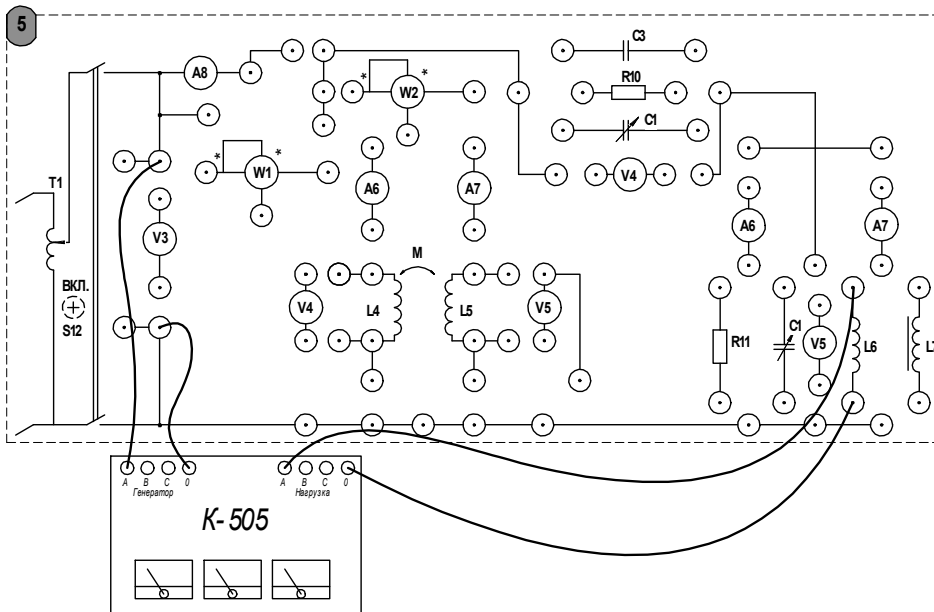 5
A8
C3
R10
*
W2
*
C1
*
W1
*
A6
A7
V4
T1
V3
A6
A7
M
ВКЛ.
S12
V4
L4
L5
V5
R11
C1
V5
L6
L7
A B C 0
Генератор
A B C 0
Нагрузка
К-505